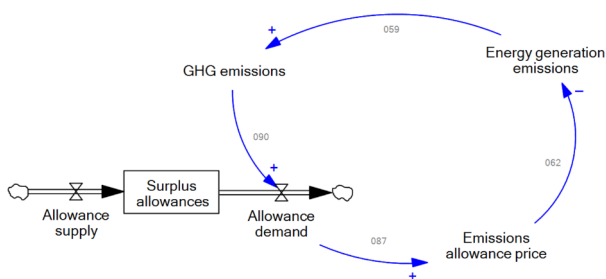 +
059
Energy generation
emissions
GHG emissions
−
090
062
+
Surplus
allowances
Allowance
supply
Allowance
demand
087
Emissions
allowance price
+